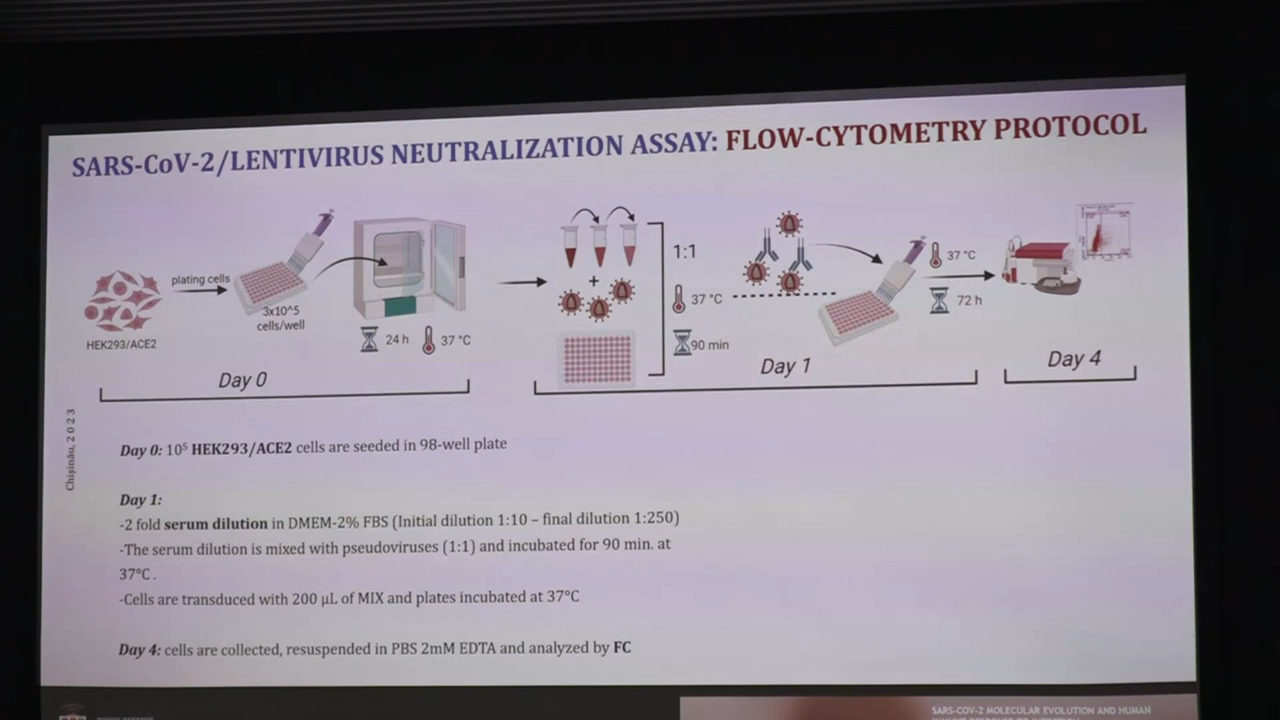 SARS-CoV-2/LENTIVIRUS NEUTRALIZATION ASSAY: FLOW-CYTOMETRY PROTOCOL
HEK293/ACE2
plating cells
3x10^5
cells/well
24 h
37 °C
Day 0
+
1:1
37 °C
90 min
Day 1
37 °C
72 h
Day 4
Chișinău, 2023
Day 0: 10⁵ HEK293/ACE2 cells are seeded in 98-well plate
Day 1:
-2 fold serum dilution in DMEM-2% FBS (Initial dilution 1:10 – final dilution 1:250)
-The serum dilution is mixed with pseudoviruses (1:1) and incubated for 90 min. at
37°C .
-Cells are transduced with 200 µL of MIX and plates incubated at 37°C
Day 4: cells are collected, resuspended in PBS 2mM EDTA and analyzed by FC
SARS-COV-2 MOLECULAR EVOLUTION AND HUMAN